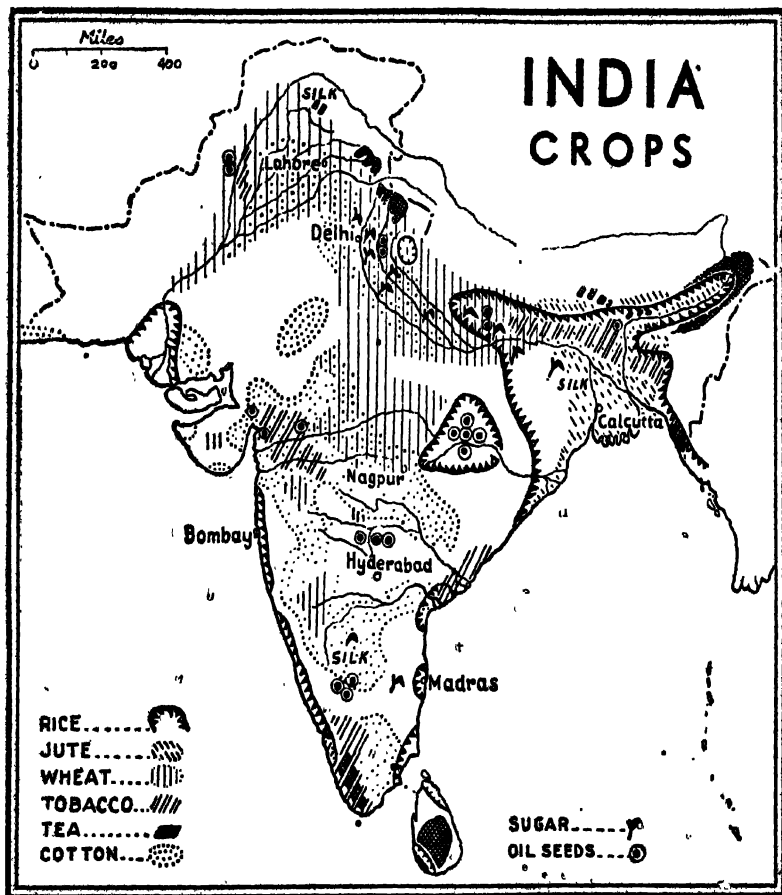 Miles
0 200 400
INDIA
CROPS
SILK
Lahore
Delhi
SILK
Calcutta
Nagpur
Bombay
Hyderabad
SILK
Madras
RICE.......
JUTE.......
WHEAT.....
TOBACCO...
TEA.......
COTTON....
SUGAR.....
OIL SEEDS....